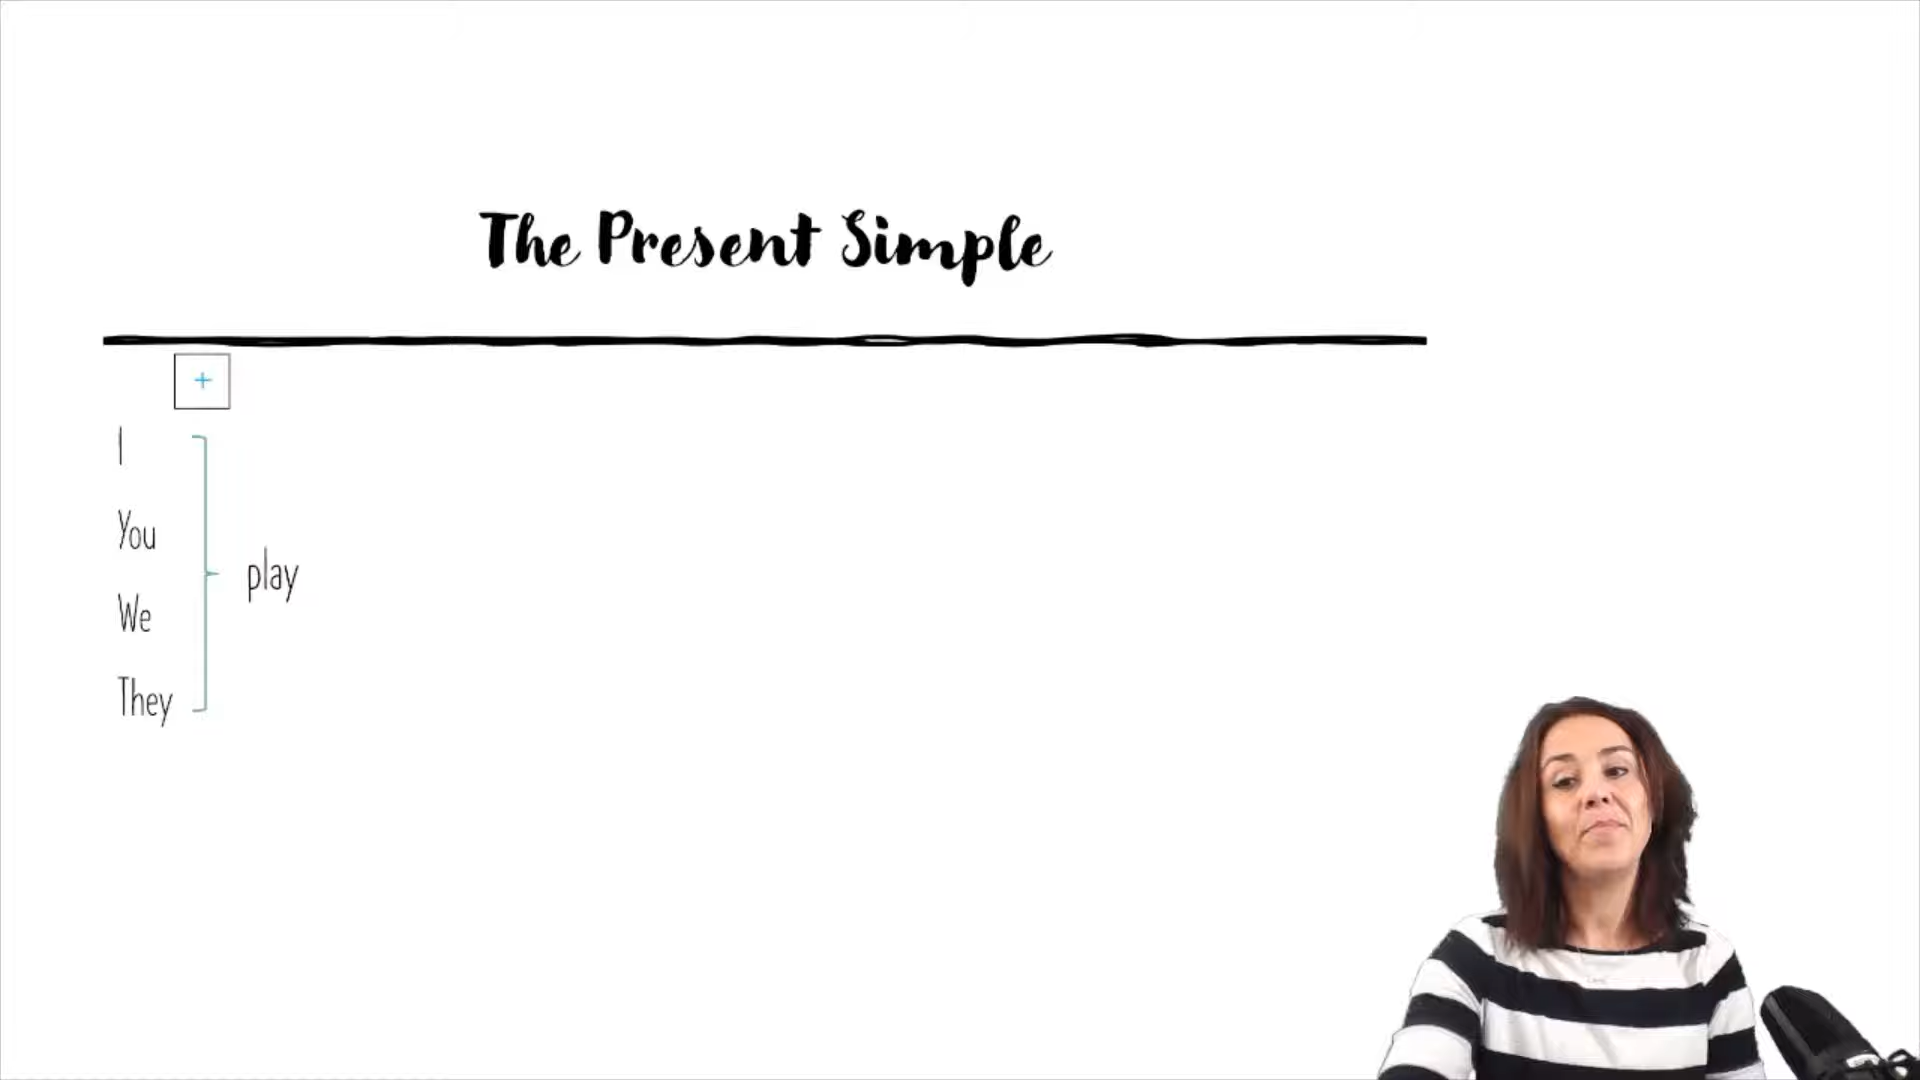 The Present Simple
+
I
You
play
We
They